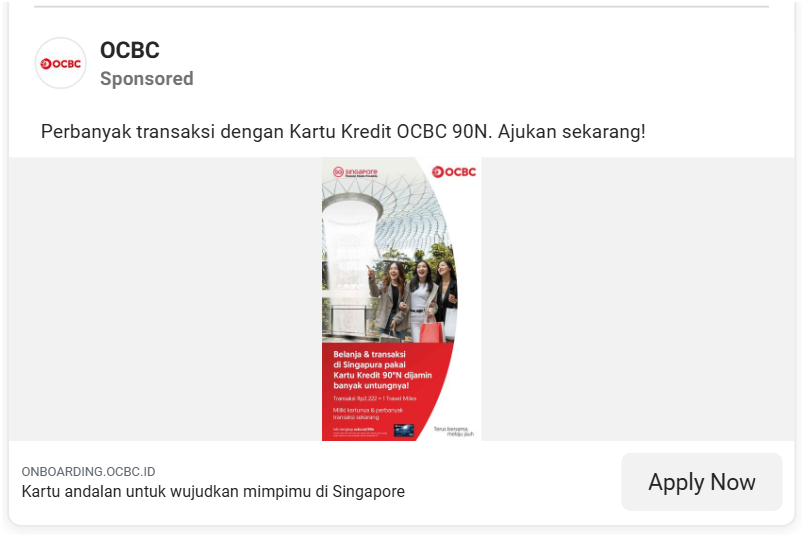 OCBC
OCBC
Sponsored
Perbanyak transaksi dengan Kartu Kredit OCBC 90N. Ajukan sekarang!
SINGAPORE
OCBC
Belanja & transaksi
di Singapura pakai
Kartu Kredit 90°N dijamin
banyak untungnya!
Transaksi Rp2.222 = 1 Travel Miles
Miliki kartunya & perbanyak
transaksi sekarang
Terus bersama,
melaju jauh
ONBOARDING.OCBC.ID
Kartu andalan untuk wujudkan mimpimu di Singapore
Apply Now